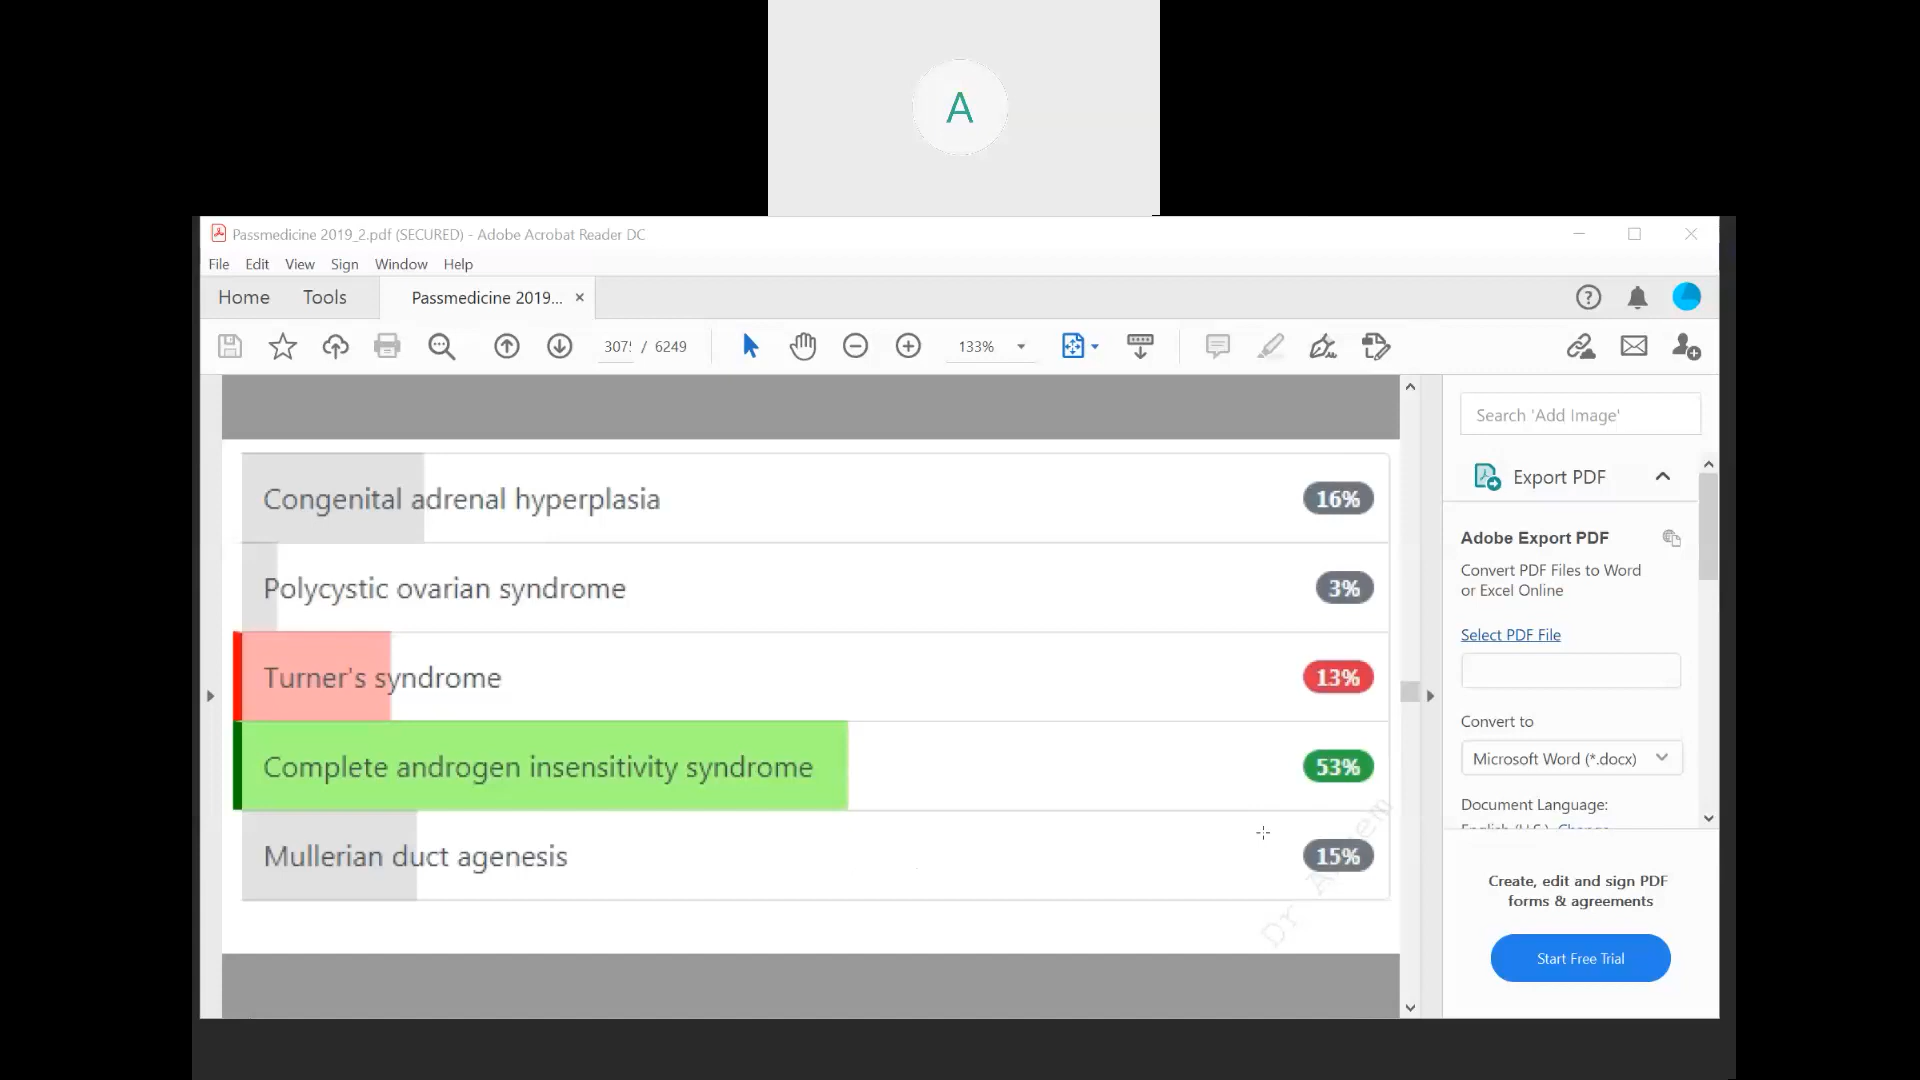 A
Passmedicine 2019_2.pdf (SECURED) - Adobe Acrobat Reader DC
File Edit View Sign Window Help
Home Tools Passmedicine 2019... ×
/ 6249 133%
Search 'Add Image'
Export PDF
Adobe Export PDF
Convert PDF Files to Word
or Excel Online
Select PDF File
Convert to
Microsoft Word (*.docx)
Document Language:
English (U.S.) Change
Create, edit and sign PDF
forms & agreements
Start Free Trial
Congenital adrenal hyperplasia 16%
Polycystic ovarian syndrome 3%
Turner's syndrome 13%
Complete androgen insensitivity syndrome 53%
Mullerian duct agenesis 15%
Dr